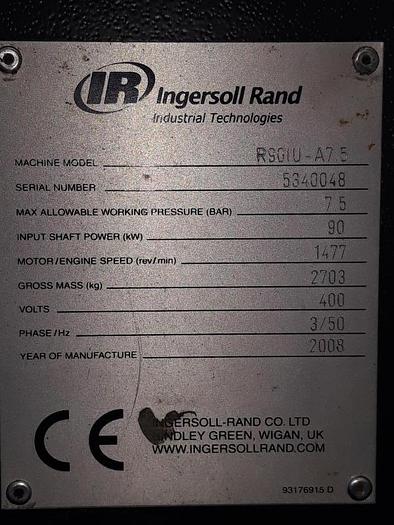 IR Ingersoll Rand
Industrial Technologies
MACHINE MODEL RS90IU-A7.5
SERIAL NUMBER 5340048
MAX ALLOWABLE WORKING PRESSURE (BAR) 7.5
INPUT SHAFT POWER (kW) 90
MOTOR/ENGINE SPEED (rev/min) 1477
GROSS MASS (kg) 2703
VOLTS 400
PHASE/Hz 3/50
YEAR OF MANUFACTURE 2008
CE
INGERSOLL-RAND CO. LTD
HINDLEY GREEN, WIGAN, UK
WWW.INGERSOLLRAND.COM
93176915 D